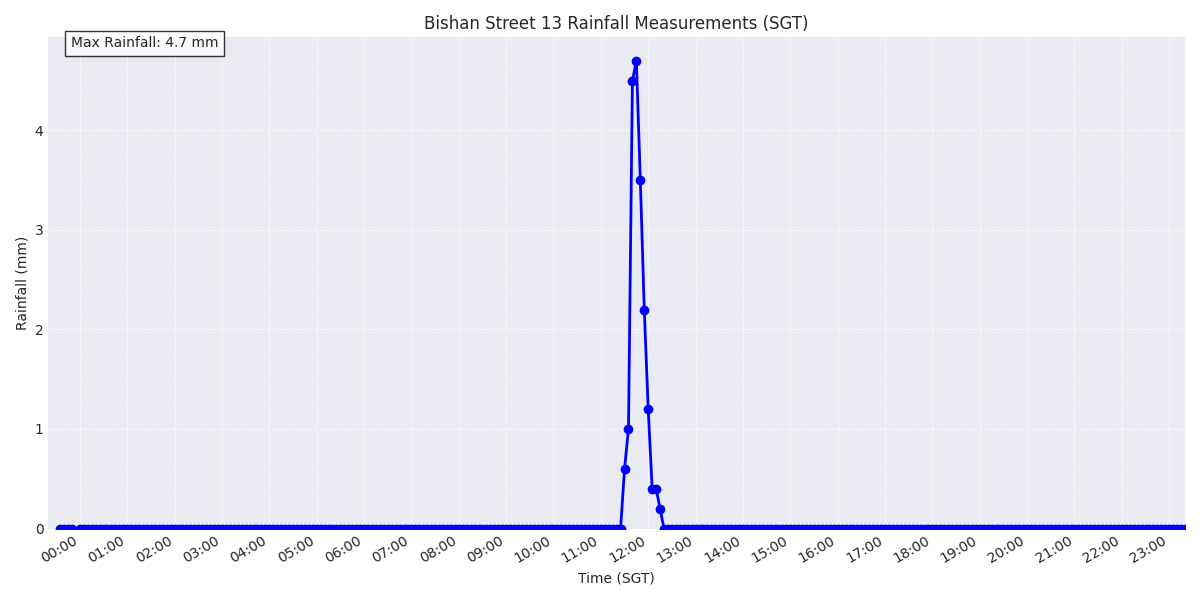 Bishan Street 13 Rainfall Measurements (SGT)
Max Rainfall: 4.7 mm
Rainfall (mm)
4
3
2
1
0
00:00 01:00 02:00 03:00 04:00 05:00 06:00 07:00 08:00 09:00 10:00 11:00 12:00 13:00 14:00 15:00 16:00 17:00 18:00 19:00 20:00 21:00 22:00 23:00
Time (SGT)